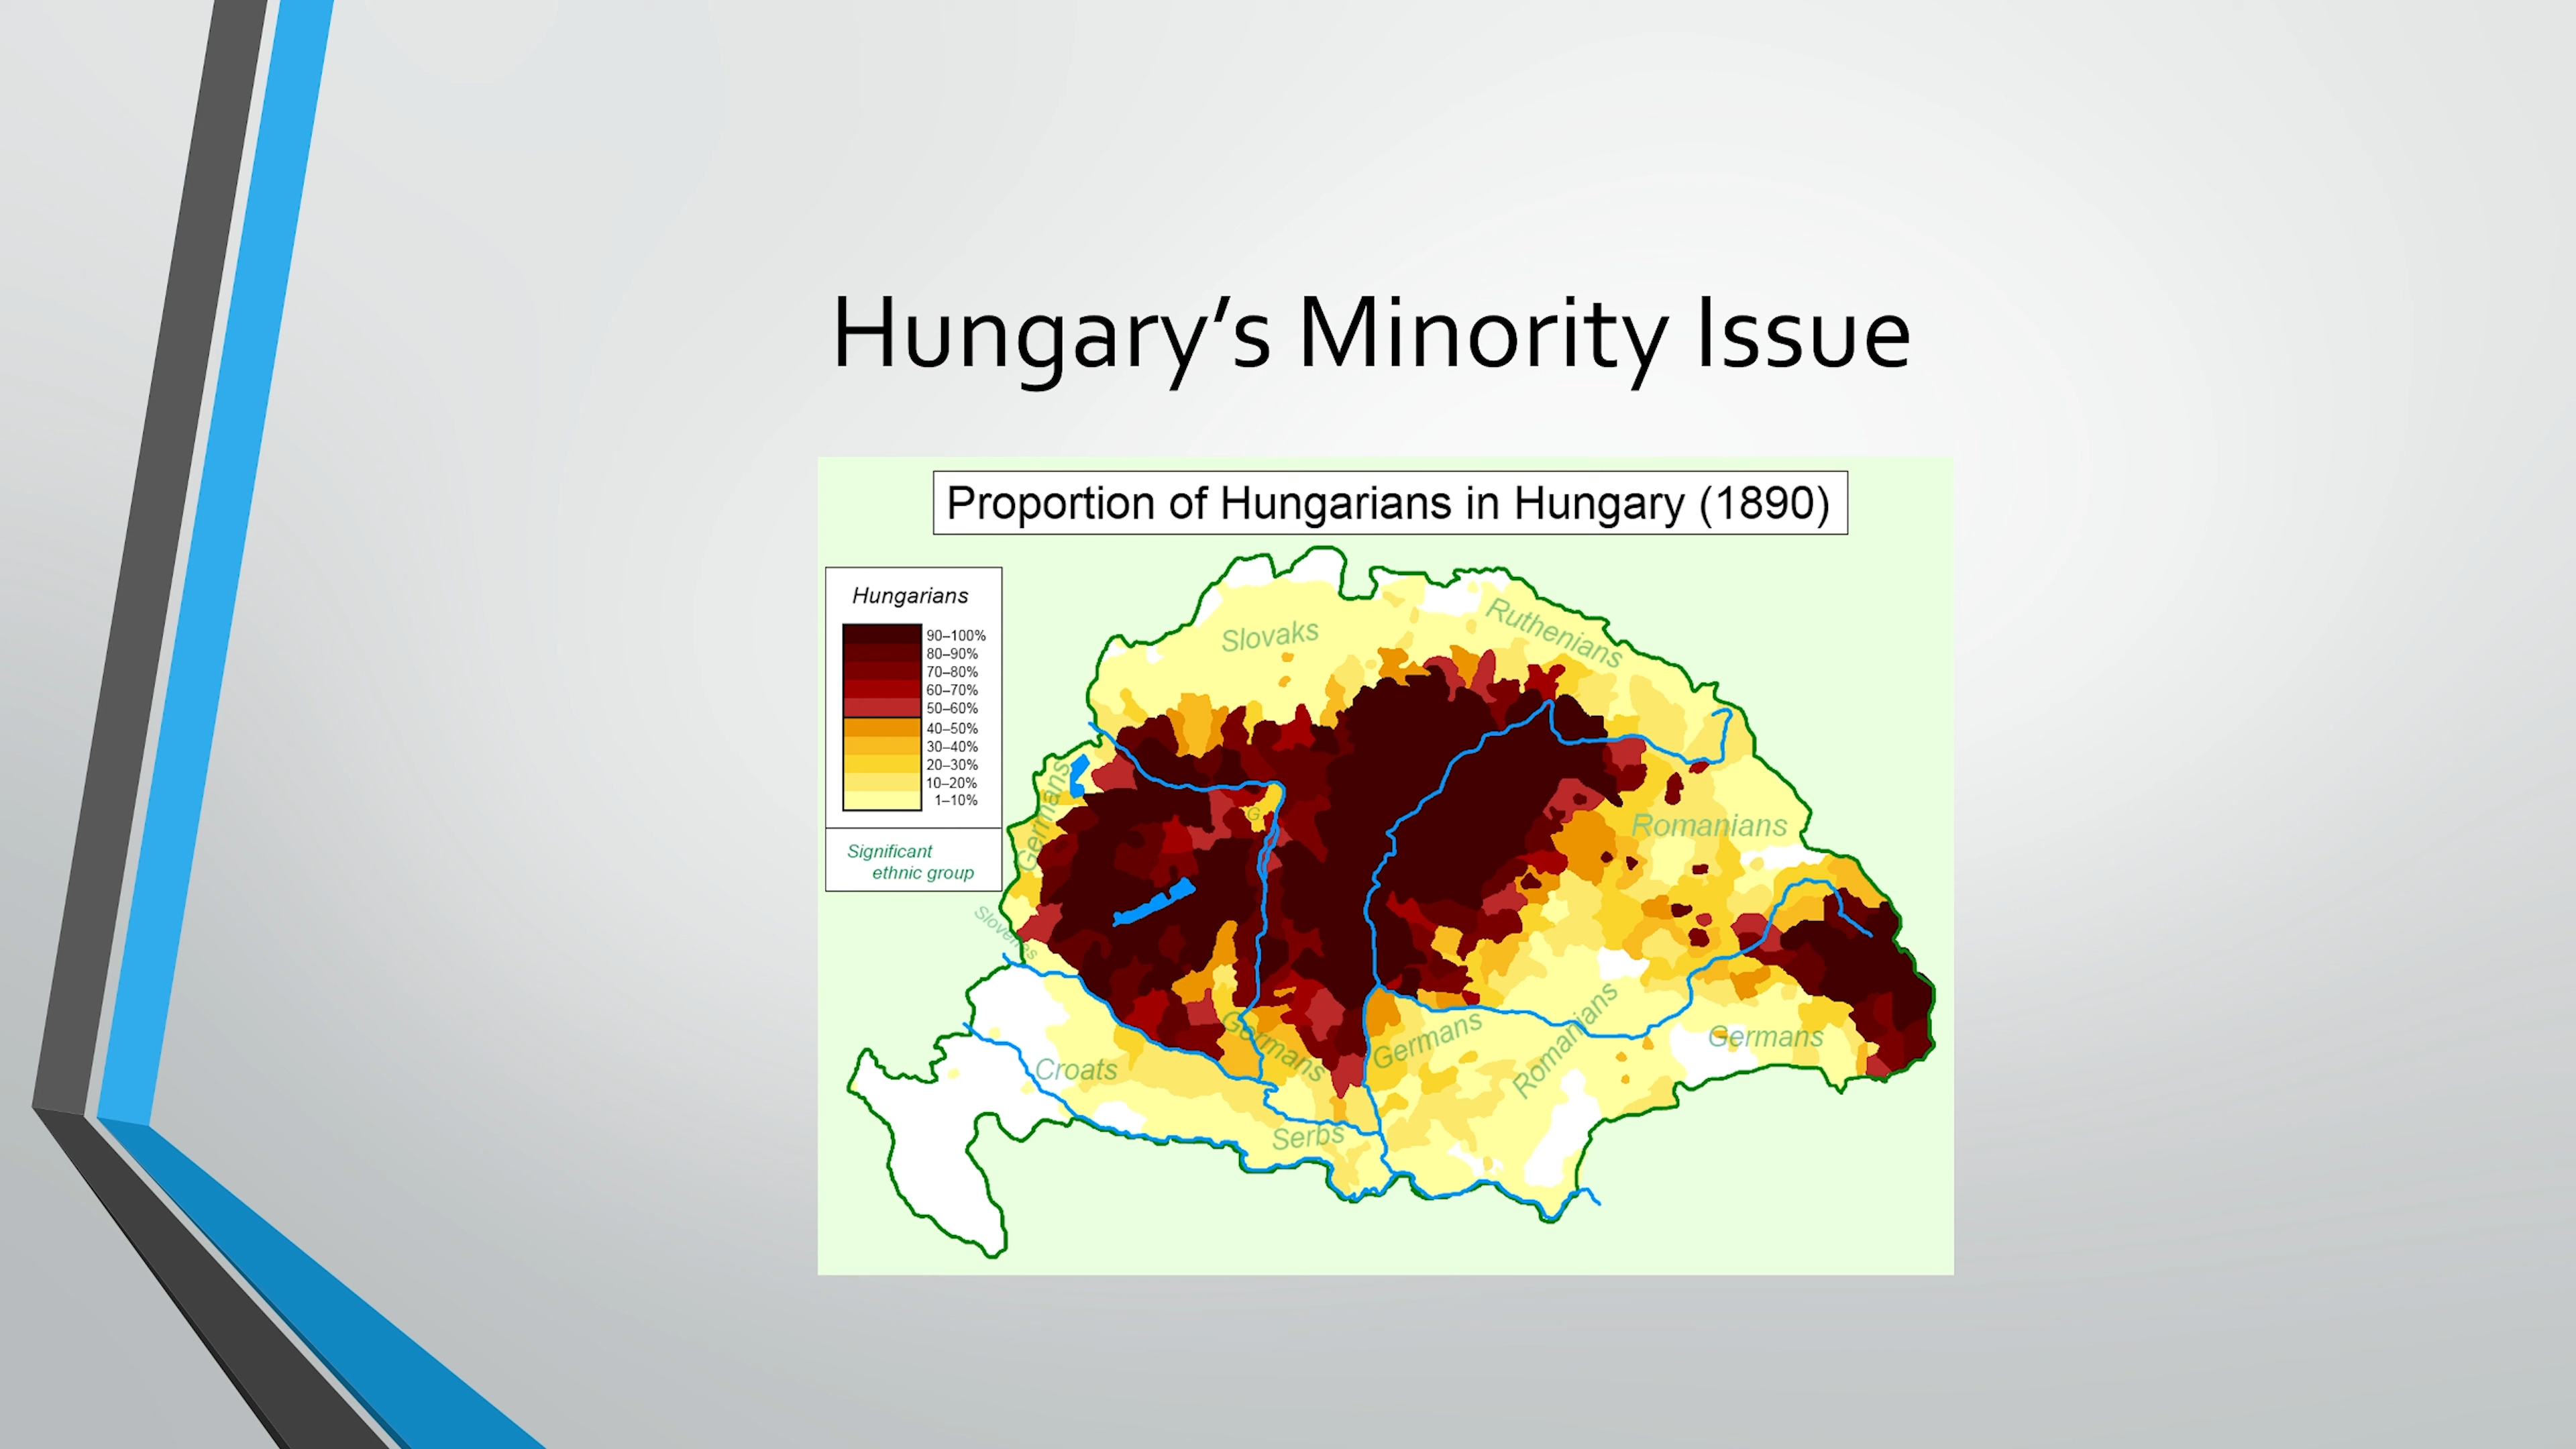 Hungary’s Minority Issue
Proportion of Hungarians in Hungary (1890)
Hungarians
90–100%
80–90%
70–80%
60–70%
50–60%
40–50%
30–40%
20–30%
10–20%
1–10%
Significant
ethnic group
Slovaks
Ruthenians
Germans
G
Romanians
Slovenes
Germans
Germans
Romanians
Germans
Croats
Serbs